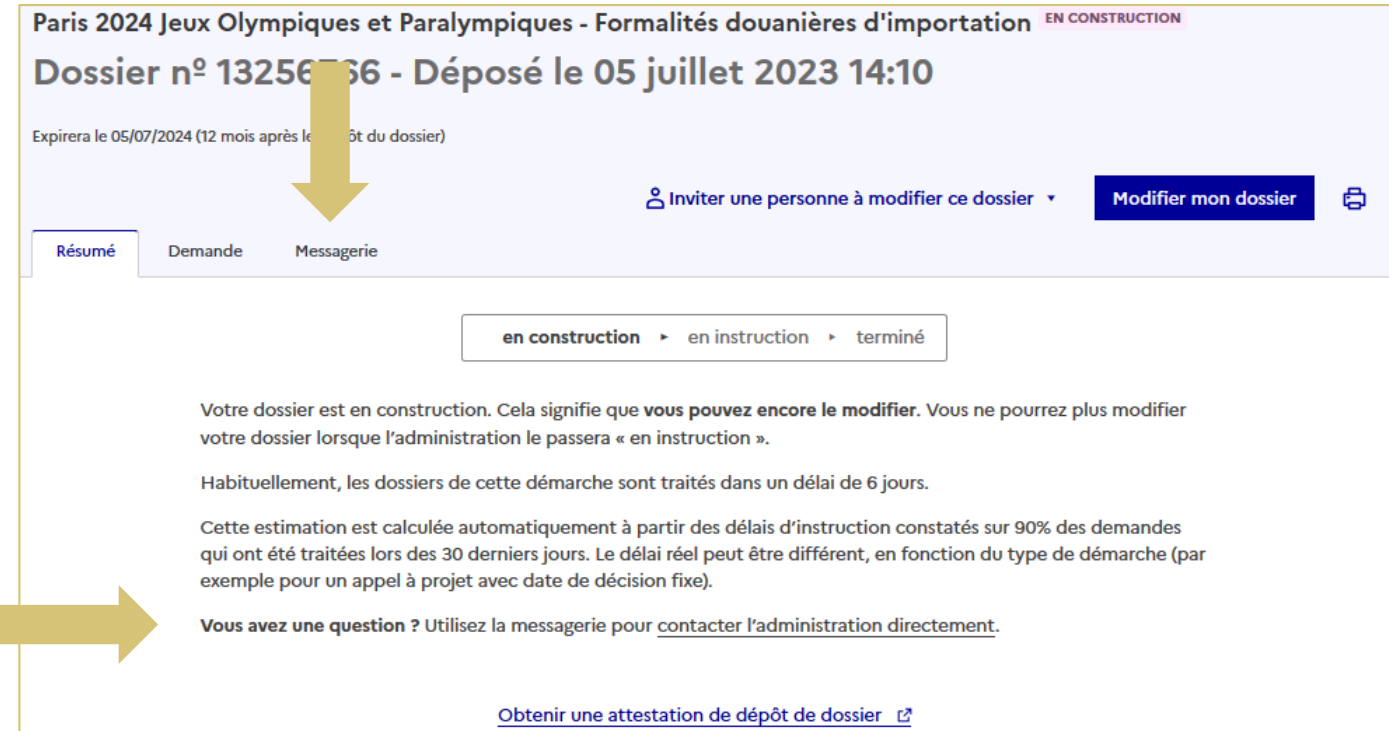 Paris 2024 Jeux Olympiques et Paralympiques - Formalités douanières d'importation EN CONSTRUCTION
Dossier nº - Déposé le 05 juillet 2023 14:10
Expirera le 05/07/2024 (12 mois après du dossier)
Inviter une personne à modifier ce dossier
Modifier mon dossier
Résumé Demande Messagerie
en construction ▸ en instruction ▸ terminé
Votre dossier est en construction. Cela signifie que vous pouvez encore le modifier. Vous ne pourrez plus modifier
votre dossier lorsque l'administration le passera « en instruction ».
Habituellement, les dossiers de cette démarche sont traités dans un délai de 6 jours.
Cette estimation est calculée automatiquement à partir des délais d'instruction constatés sur 90% des demandes
qui ont été traitées lors des 30 derniers jours. Le délai réel peut être différent, en fonction du type de démarche (par
exemple pour un appel à projet avec date de décision fixe).
Vous avez une question ? Utilisez la messagerie pour contacter l'administration directement.
Obtenir une attestation de dépôt de dossier